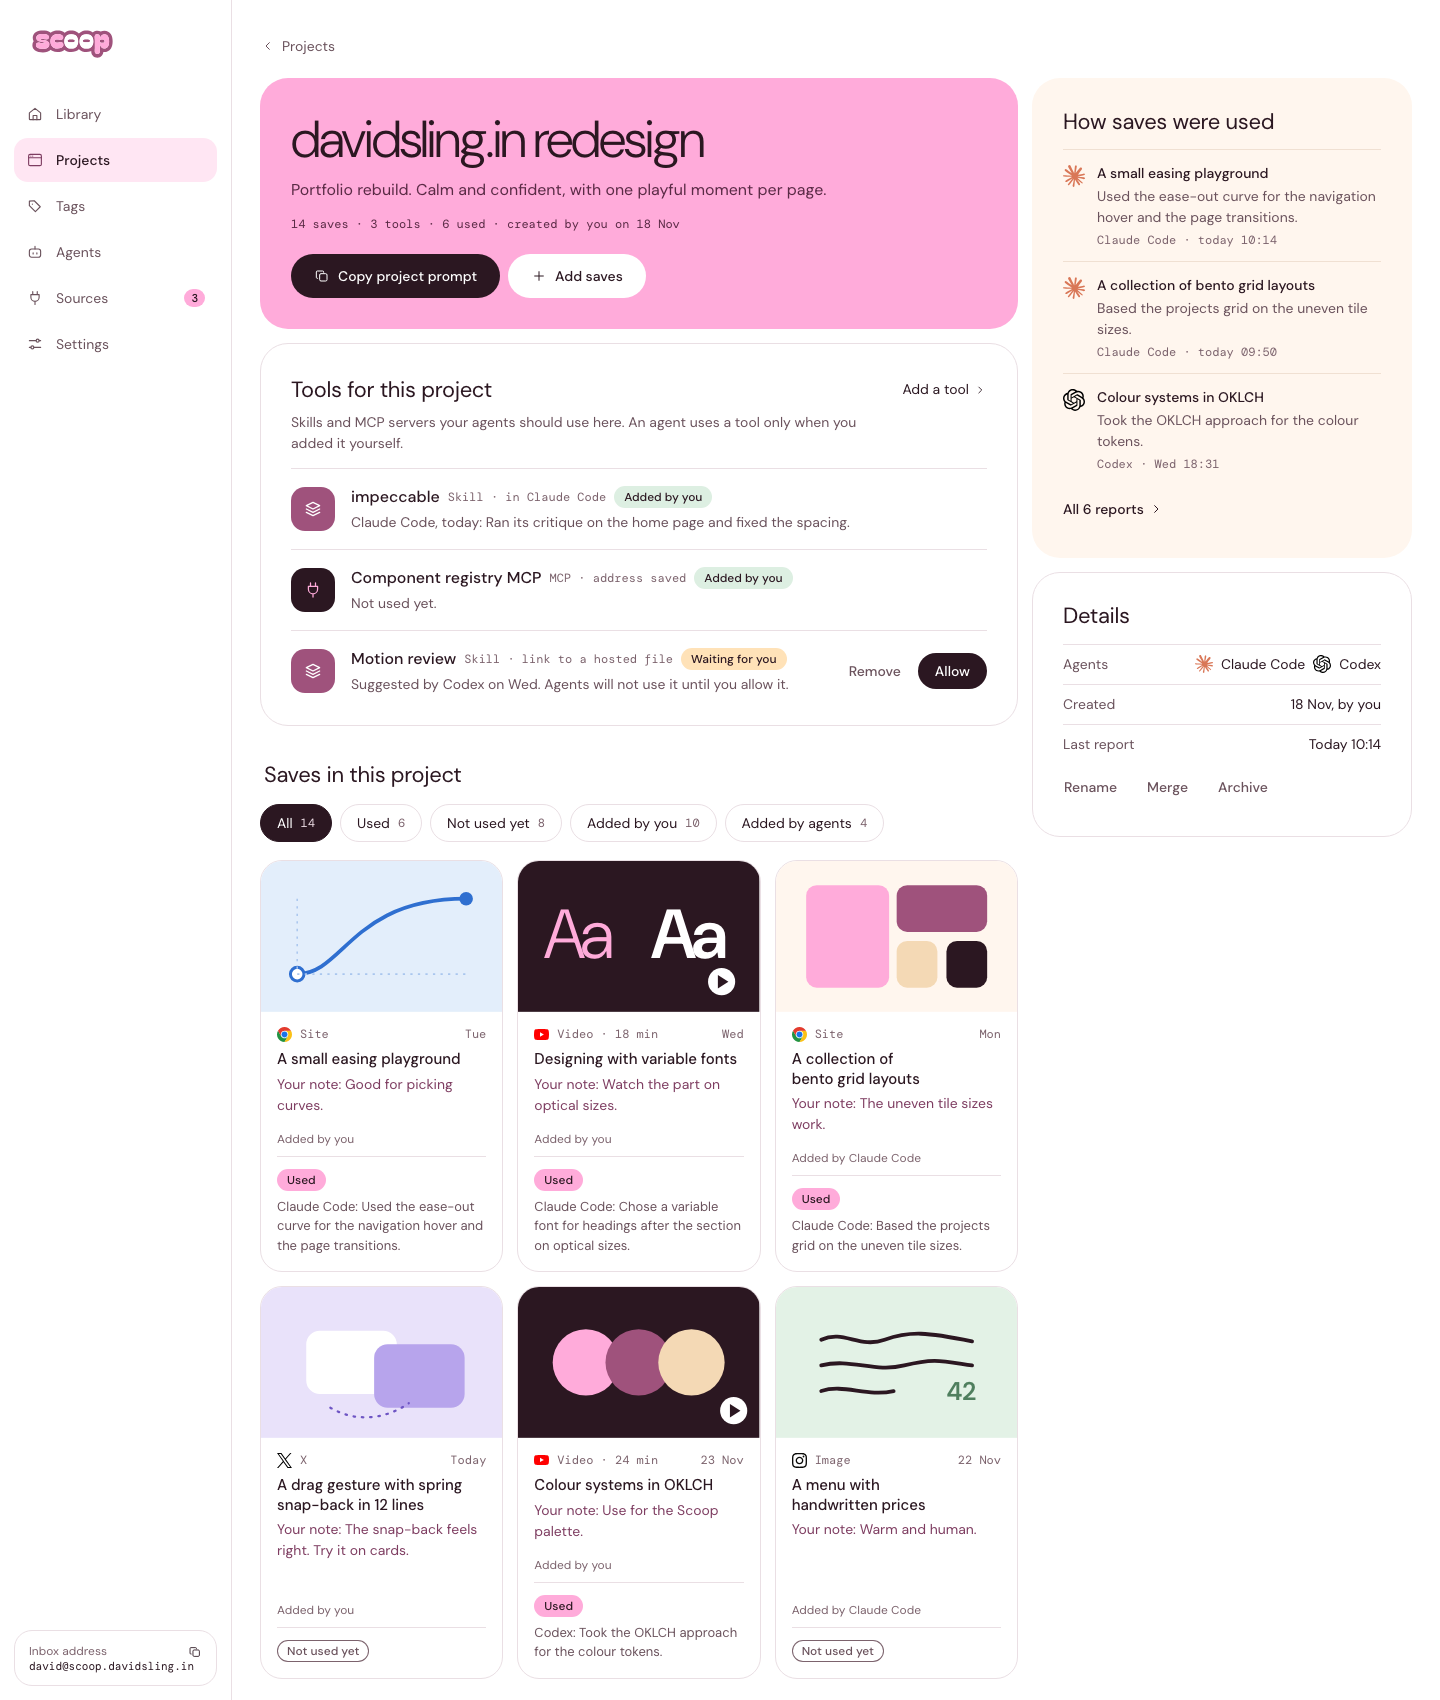 scoop
Library
Projects
Tags
Agents
Sources 3
Settings
Inbox address
david@scoop.davidsling.in
Projects
davidsling.in redesign
Portfolio rebuild. Calm and confident, with one playful moment per page.
14 saves · 3 tools · 6 used · created by you on 18 Nov
Copy project prompt
Add saves
Tools for this project
Add a tool
Skills and MCP servers your agents should use here. An agent uses a tool only when you
added it yourself.
impeccable Skill · in Claude Code Added by you
Claude Code, today: Ran its critique on the home page and fixed the spacing.
Component registry MCP MCP · address saved Added by you
Not used yet.
Motion review Skill · link to a hosted file Waiting for you
Suggested by Codex on Wed. Agents will not use it until you allow it.
Remove
Allow
Saves in this project
All 14
Used 6
Not used yet 8
Added by you 10
Added by agents 4
Site Tue
A small easing playground
Your note: Good for picking
curves.
Added by you
Used
Claude Code: Used the ease-out
curve for the navigation hover and
the page transitions.
Aa Aa
Video · 18 min Wed
Designing with variable fonts
Your note: Watch the part on
optical sizes.
Added by you
Used
Claude Code: Chose a variable
font for headings after the section
on optical sizes.
Site Mon
A collection of
bento grid layouts
Your note: The uneven tile sizes
work.
Added by Claude Code
Used
Claude Code: Based the projects
grid on the uneven tile sizes.
X Today
A drag gesture with spring
snap-back in 12 lines
Your note: The snap-back feels
right. Try it on cards.
Added by you
Not used yet
Video · 24 min 23 Nov
Colour systems in OKLCH
Your note: Use for the Scoop
palette.
Added by you
Used
Codex: Took the OKLCH approach
for the colour tokens.
42
Image 22 Nov
A menu with
handwritten prices
Your note: Warm and human.
Added by Claude Code
Not used yet
How saves were used
A small easing playground
Used the ease-out curve for the navigation
hover and the page transitions.
Claude Code · today 10:14
A collection of bento grid layouts
Based the projects grid on the uneven tile
sizes.
Claude Code · today 09:50
Colour systems in OKLCH
Took the OKLCH approach for the colour
tokens.
Codex · Wed 18:31
All 6 reports
Details
Agents Claude Code Codex
Created 18 Nov, by you
Last report Today 10:14
Rename
Merge
Archive